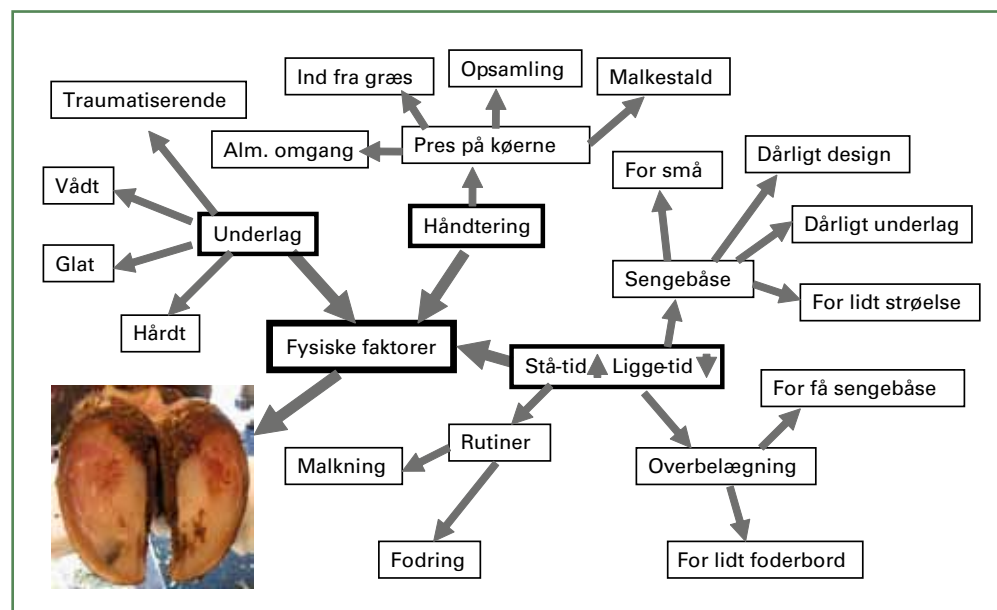 Ind fra græs
Opsamling
Malkestald
Traumatiserende
Alm. omgang
Pres på køerne
Dårligt design
For små
Vådt
Underlag
Håndtering
Dårligt underlag
Glat
Sengebåse
For lidt strøelse
Hårdt
Fysiske faktorer
Stå-tid Ligge-tid
For få sengebåse
Rutiner
Malkning
Overbelægning
Fodring
For lidt foderbord